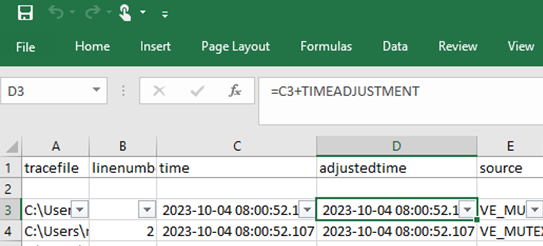 File Home Insert Page Layout Formulas Data Review View
D3 fx =C3+TIMEADJUSTMENT
A B C D E
1 tracefile linenumb time adjustedtime source
2
3 C:\User 2023-10-04 08:00:52.1 2023-10-04 08:00:52.1 VE_MU
4 C:\Users\r 2 2023-10-04 08:00:52.107 2023-10-04 08:00:52.107 VE_MUTEX